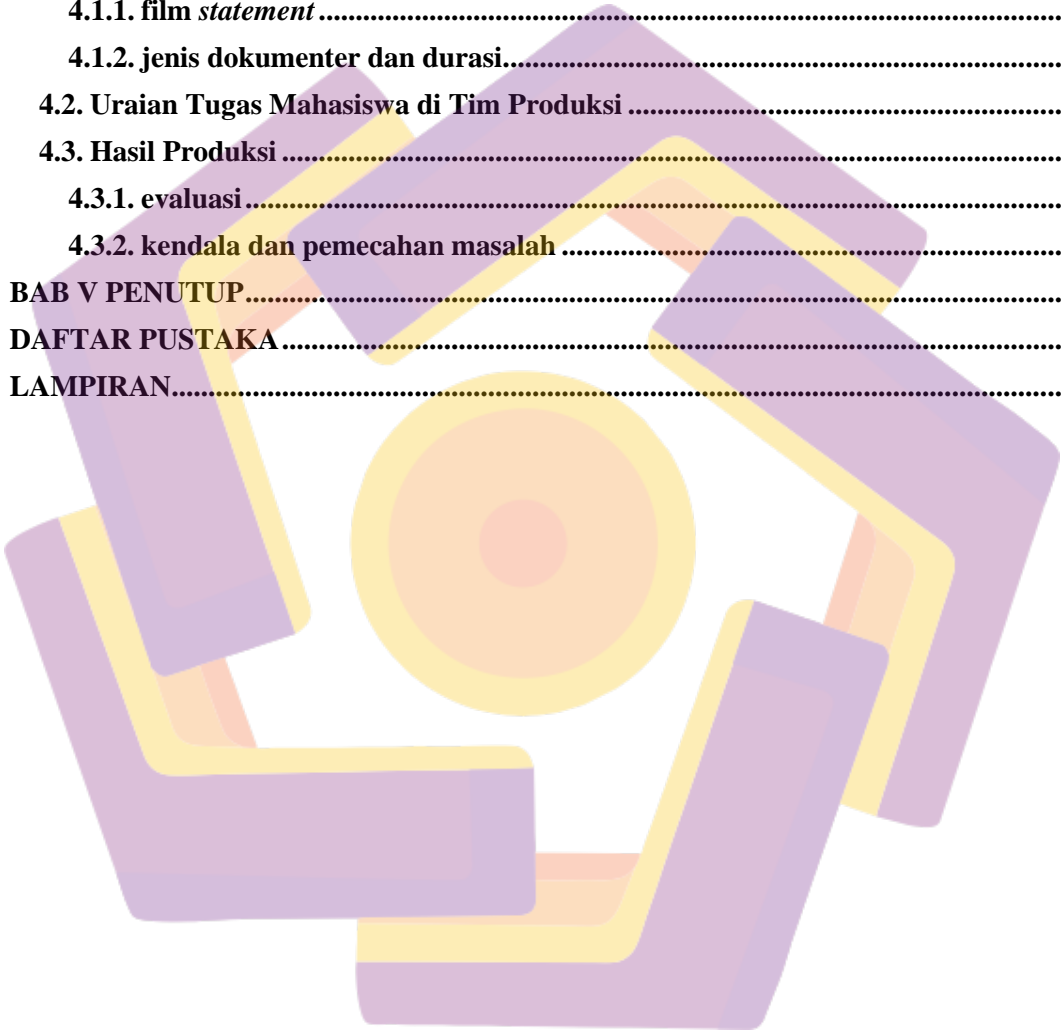 4.1.1. film statement........................................................................................................
4.1.2. jenis dokumenter dan durasi............................................................................
4.2. Uraian Tugas Mahasiswa di Tim Produksi..........................................................
4.3. Hasil Produksi........................................................................................................
4.3.1. evaluasi..................................................................................................................
4.3.2. kendala dan pemecahan masalah....................................................................
BAB V PENUTUP..............................................................................................................
DAFTAR PUSTAKA........................................................................................................
LAMPIRAN........................................................................................................................